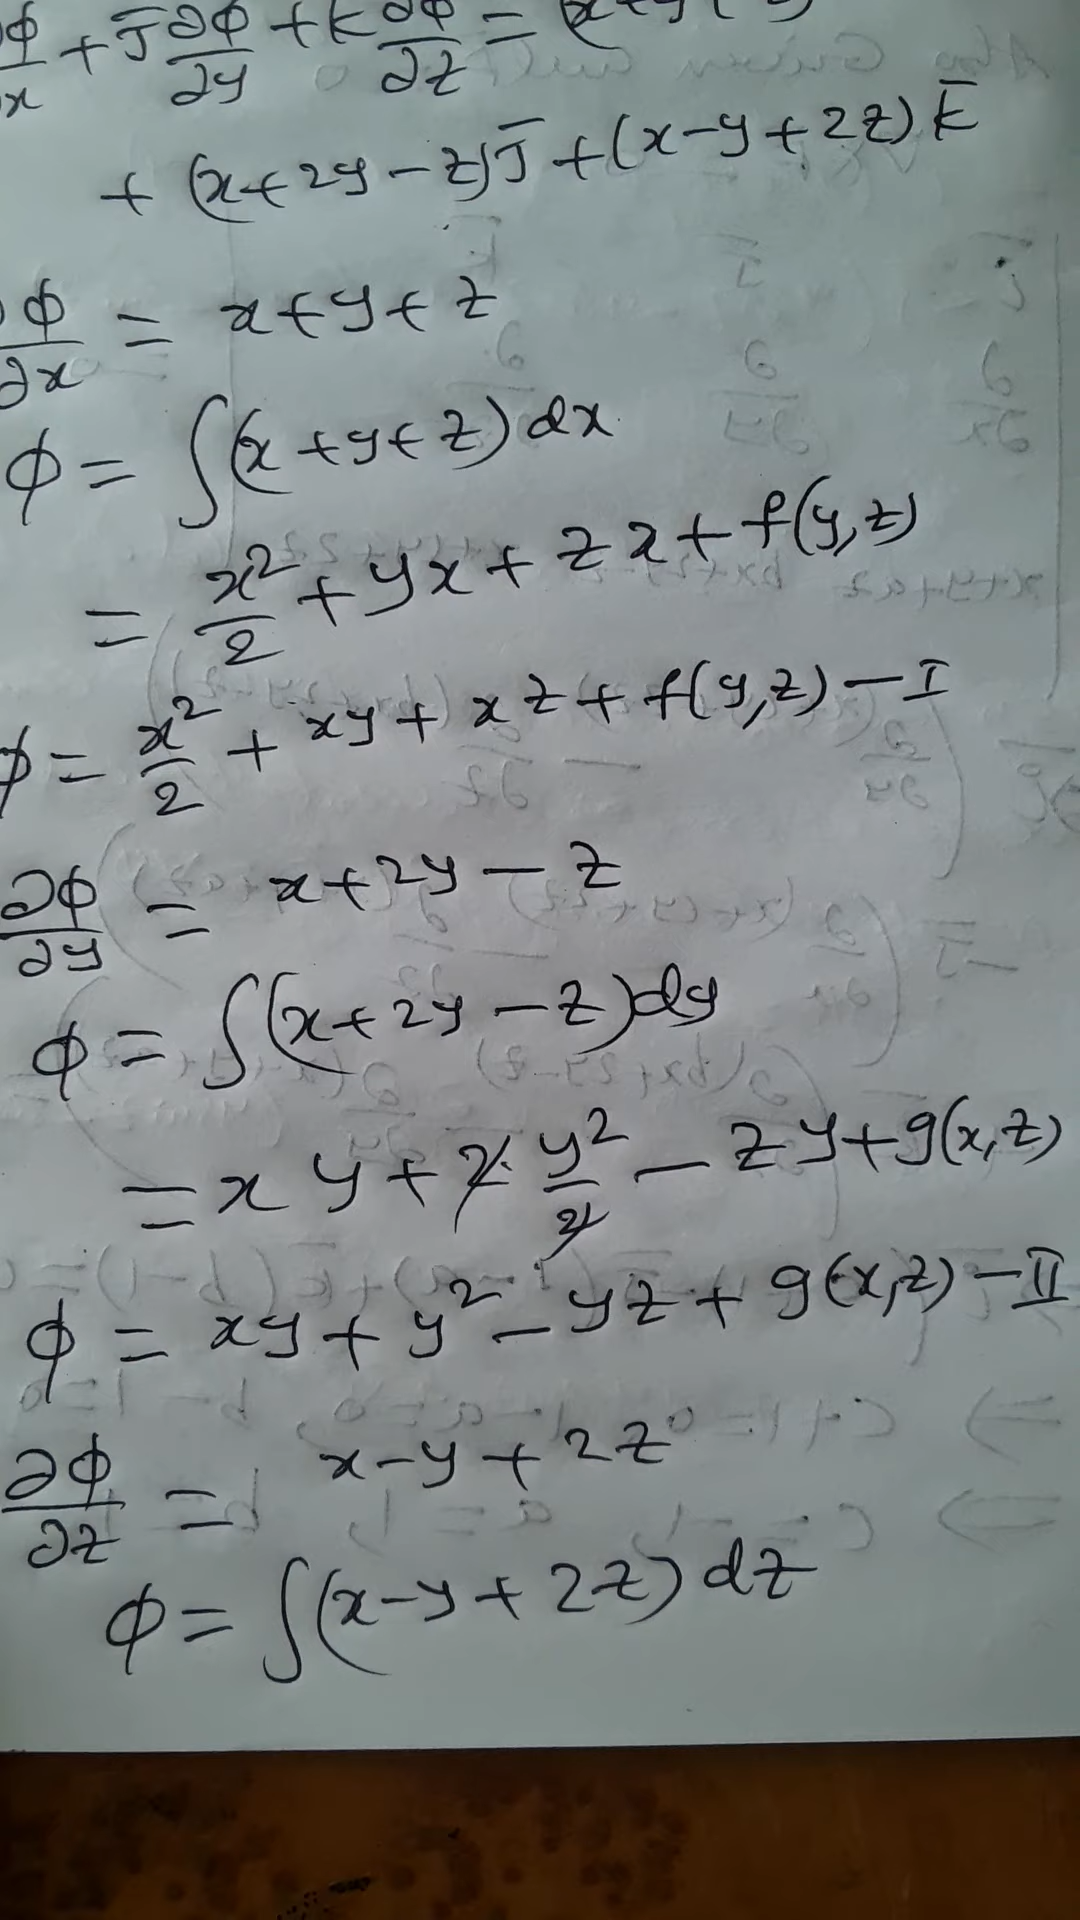 ∂φ/∂x + J̄ ∂φ/∂y + k ∂φ/∂z = (x+y+z)
+ (x+2y−z)J̄ + (x−y+2z)k̄
∂φ/∂x = x+y+z
φ = ∫(x+y+z)dx
= x²/2 + yx + zx + f(y,z)
φ = x²/2 + xy + xz + f(y,z) − I
∂φ/∂y = x+2y−z
φ = ∫(x+2y−z)dy
= xy + 2·y²/2 − zy + g(x,z)
φ = xy + y² − yz + g(x,z) − II
∂φ/∂z = x−y+2z
φ = ∫(x−y+2z)dz